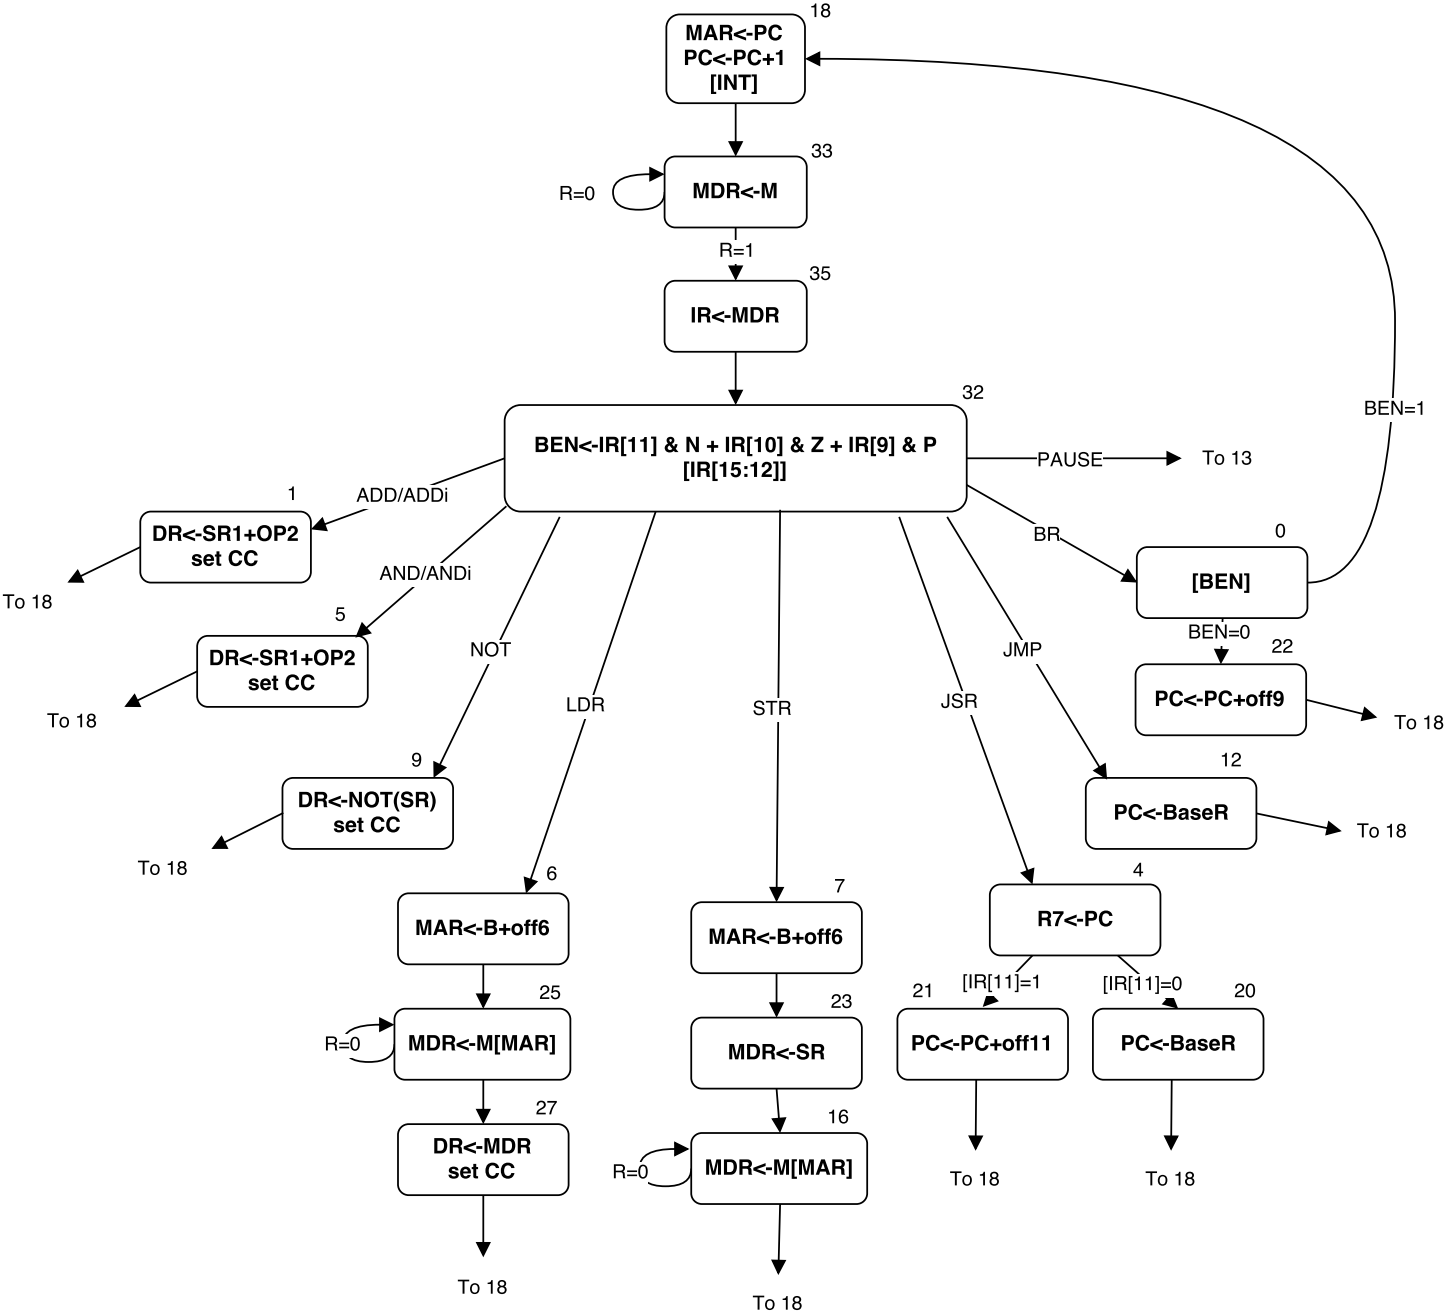 18
MAR<-PC
PC<-PC+1
[INT]
33
MDR<-M
R=0
R=1
35
IR<-MDR
32
BEN<-IR[11] & N + IR[10] & Z + IR[9] & P
[IR[15:12]]
BEN=1
PAUSE
To 13
ADD/ADDi
1
DR<-SR1+OP2
set CC
To 18
AND/ANDi
5
DR<-SR1+OP2
set CC
To 18
NOT
9
DR<-NOT(SR)
set CC
To 18
LDR
6
MAR<-B+off6
25
MDR<-M[MAR]
R=0
27
DR<-MDR
set CC
To 18
STR
7
MAR<-B+off6
23
MDR<-SR
16
MDR<-M[MAR]
R=0
To 18
JSR
4
R7<-PC
[IR[11]=1
[IR[11]=0
21
PC<-PC+off11
To 18
20
PC<-BaseR
To 18
JMP
12
PC<-BaseR
To 18
BR
0
[BEN]
BEN=0
22
PC<-PC+off9
To 18